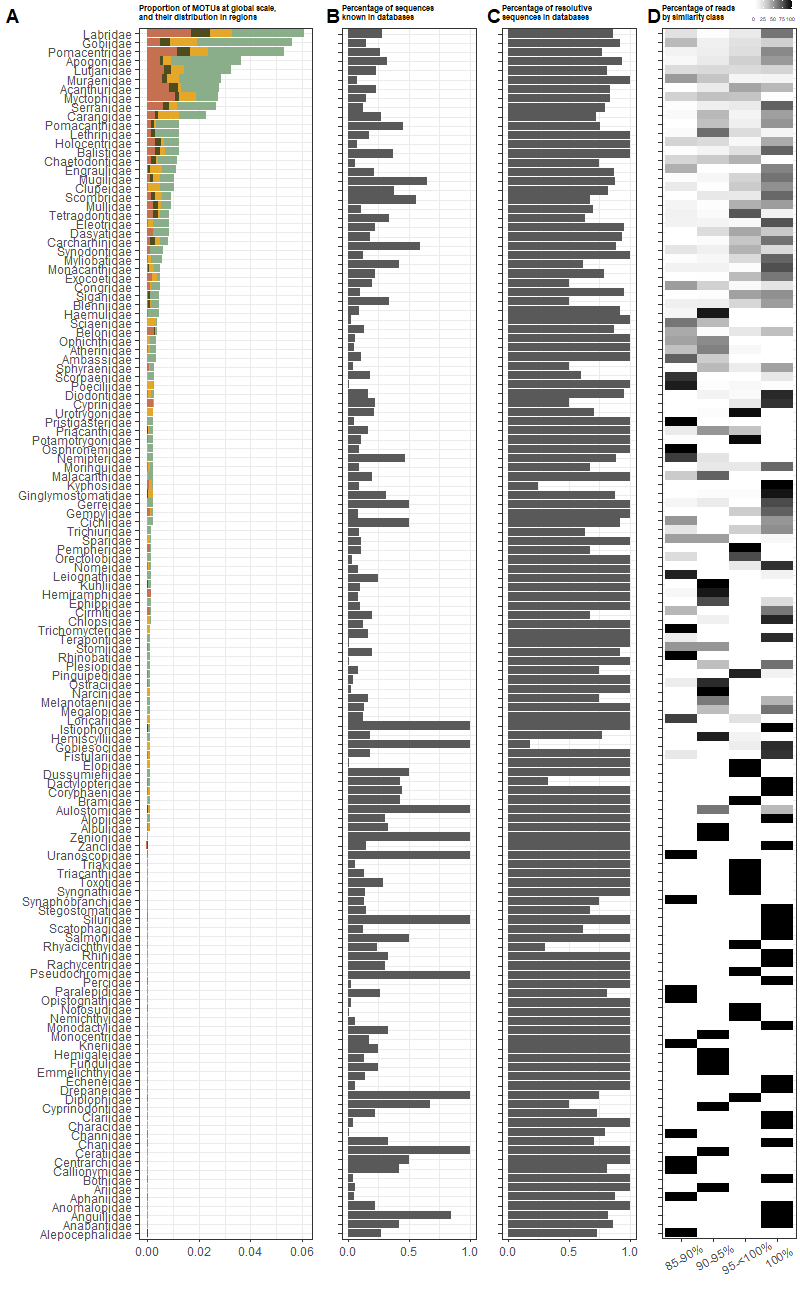 A
Proportion of MOTUs at global scale,
and their distribution in regions
B
Percentage of sequences
known in databases
C
Percentage of resolutive
sequences in databases
D
Percentage of reads
by similarity class
0 25 50 75 100
Labridae
Gobiidae
Pomacentridae
Apogonidae
Lutjanidae
Muraenidae
Acanthuridae
Myctophidae
Serranidae
Carangidae
Pomacanthidae
Lethrinidae
Holocentridae
Balistidae
Chaetodontidae
Engraulidae
Mugilidae
Clupeidae
Scombridae
Mullidae
Tetraodontidae
Eleotridae
Dasyatidae
Carcharhinidae
Synodontidae
Myliobatidae
Monacanthidae
Exocoetidae
Congridae
Siganidae
Blenniidae
Haemulidae
Sciaenidae
Belonidae
Ophichthidae
Atherinidae
Ambassidae
Sphyraenidae
Scorpaenidae
Poeciliidae
Diodontidae
Cyprinidae
Urotrygonidae
Pristigasteridae
Priacanthidae
Potamotrygonidae
Osphronemidae
Nemipteridae
Moringuidae
Malacanthidae
Kyphosidae
Ginglymostomatidae
Gerreidae
Gempylidae
Cichlidae
Trichiuridae
Sparidae
Pempheridae
Orectolobidae
Nomeidae
Leiognathidae
Kuhliidae
Hemiramphidae
Ephippidae
Cirrhitidae
Chlopsidae
Trichomycteridae
Terapontidae
Stomiidae
Rhinobatidae
Plesiopidae
Pinguipedidae
Ostraciidae
Narcinidae
Melanotaeniidae
Megalopidae
Loricariidae
Istiophoridae
Hemiscylliidae
Gobiesocidae
Fistulariidae
Elopidae
Dussumieriidae
Dactylopteridae
Coryphaenidae
Bramidae
Aulostomidae
Alopiidae
Albulidae
Zenionidae
Zanclidae
Uranoscopidae
Triakidae
Triacanthidae
Toxotidae
Syngnathidae
Synaphobranchidae
Stegostomatidae
Siluridae
Scatophagidae
Salmonidae
Rhyacichthyidae
Rhinidae
Rachycentridae
Pseudochromidae
Percidae
Paralepididae
Opistognathidae
Notosudidae
Nemichthyidae
Monodactylidae
Monocentridae
Kneriidae
Hemigaleidae
Fundulidae
Emmelichthyidae
Echeneidae
Drepaneidae
Diplophidae
Cyprinodontidae
Clariidae
Characidae
Channidae
Chanidae
Ceratiidae
Centrarchidae
Callionymidae
Bothidae
Ariidae
Aphaniidae
Anomalopidae
Anguillidae
Anabantidae
Alepocephalidae
0.00 0.02 0.04 0.06
0.0 0.5 1.0
0.0 0.5 1.0
85-90% 90-95% 95-<100% 100%